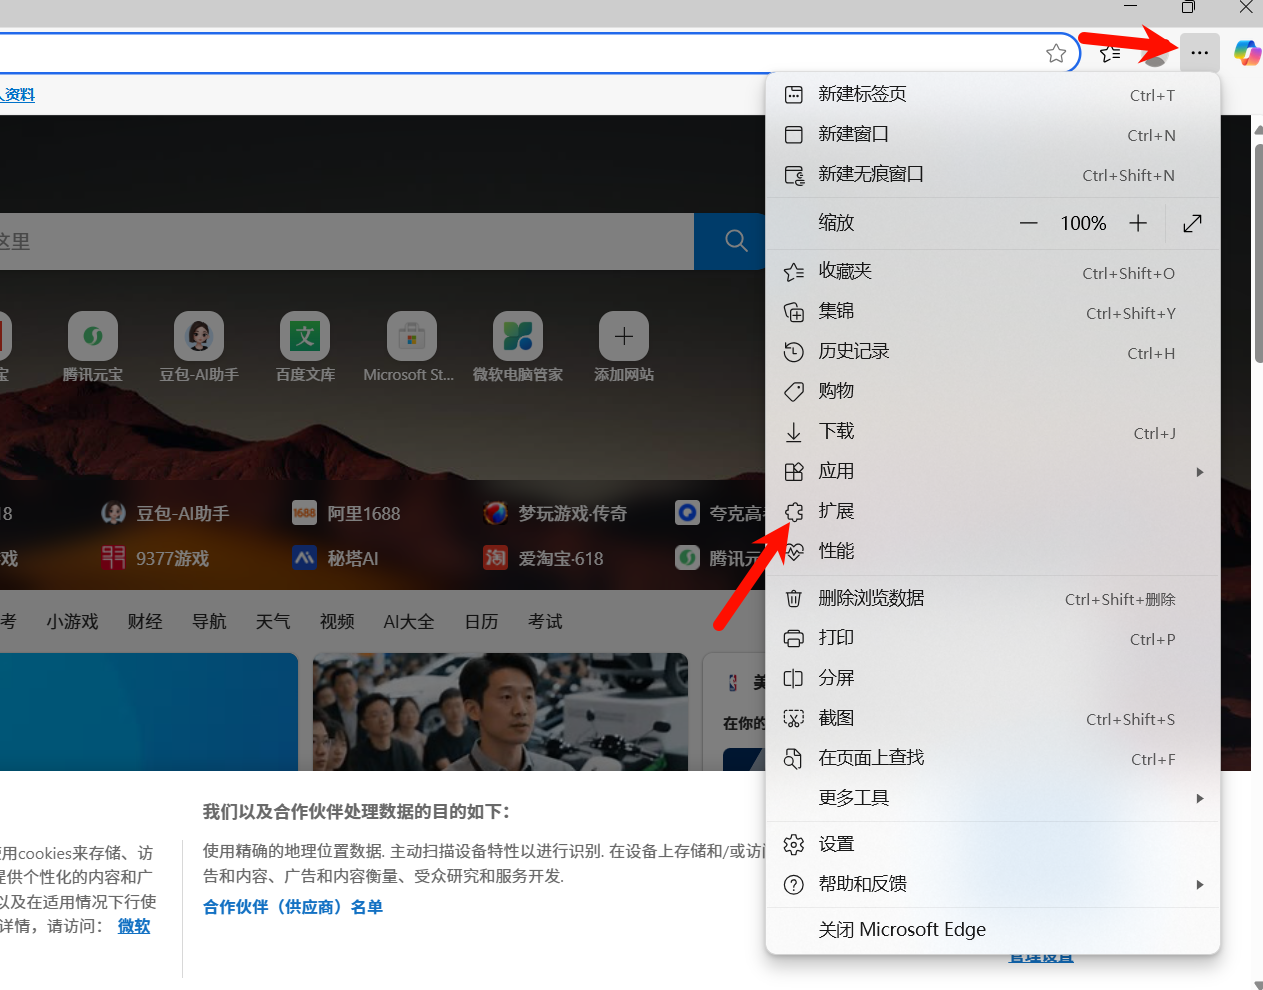 人资料
新建标签页 Ctrl+T
新建窗口 Ctrl+N
新建无痕窗口 Ctrl+Shift+N
缩放 100%
收藏夹 Ctrl+Shift+O
集锦 Ctrl+Shift+Y
历史记录 Ctrl+H
购物
下载 Ctrl+J
应用
扩展
性能
删除浏览数据 Ctrl+Shift+删除
打印 Ctrl+P
分屏
截图 Ctrl+Shift+S
在页面上查找 Ctrl+F
更多工具
设置
帮助和反馈
关闭 Microsoft Edge
这里
宝 腾讯元宝 豆包-AI助手 百度文库 Microsoft St... 微软电脑管家 添加网站
18 豆包-AI助手 1688 阿里1688 梦玩游戏·传奇 夸克高考
戏 9377游戏 秘塔AI 淘 爱淘宝·618 腾讯元
考 小游戏 财经 导航 天气 视频 AI大全 日历 考试
美
在你的
我们以及合作伙伴处理数据的目的如下：
使用精确的地理位置数据. 主动扫描设备特性以进行识别. 在设备上存储和/或访问
告和内容、广告和内容衡量、受众研究和服务开发.
合作伙伴（供应商）名单
使用cookies来存储、访
提供个性化的内容和广
以及在适用情况下行使
详情，请访问： 微软
管理设置